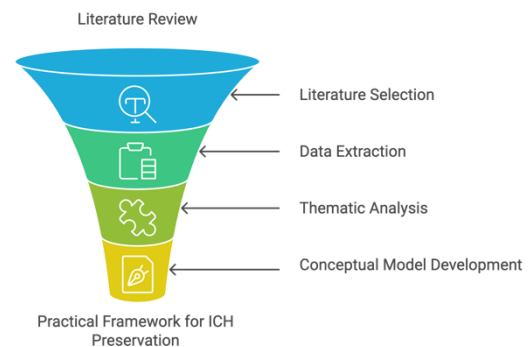 Literature Review
Literature Selection
Data Extraction
Thematic Analysis
Conceptual Model Development
Practical Framework for ICH
Preservation